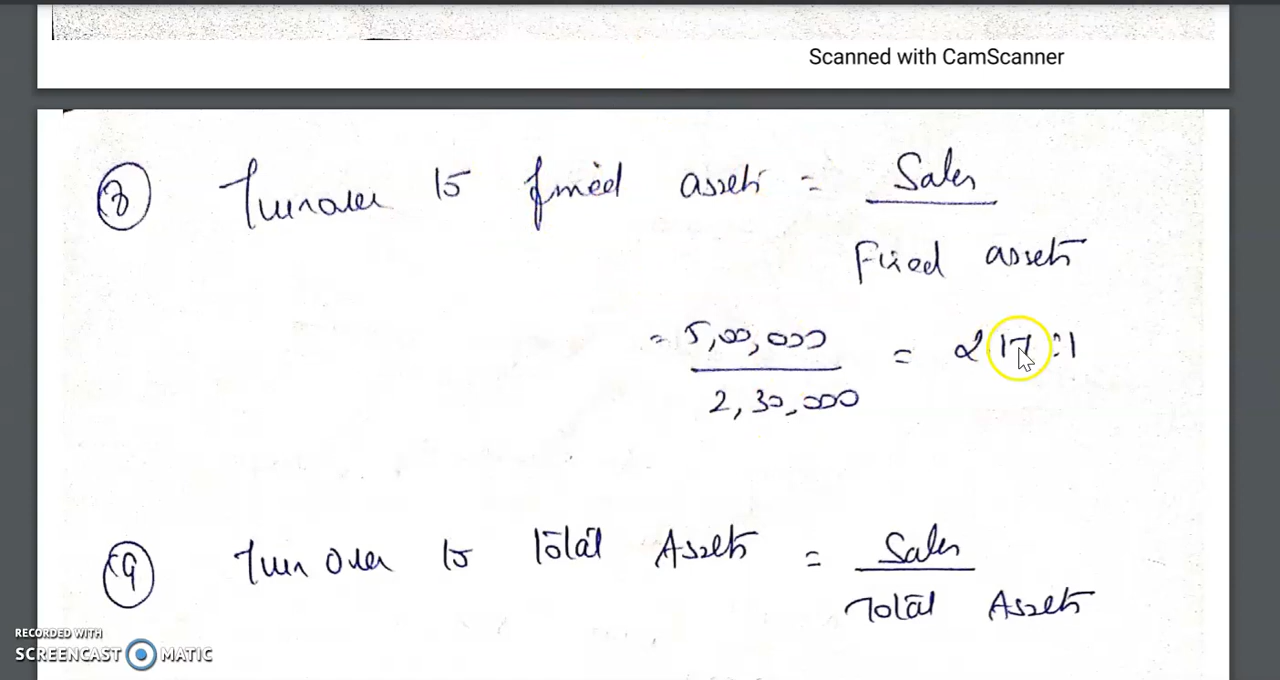 Scanned with CamScanner
8 Turnover to fixed assets = Sales
Fixed assets
= 5,00,000 = 2.17:1
2,30,000
9 Turn Over to Total Assets = Sales
Total Assets
RECORDED WITH
SCREENCAST MATIC